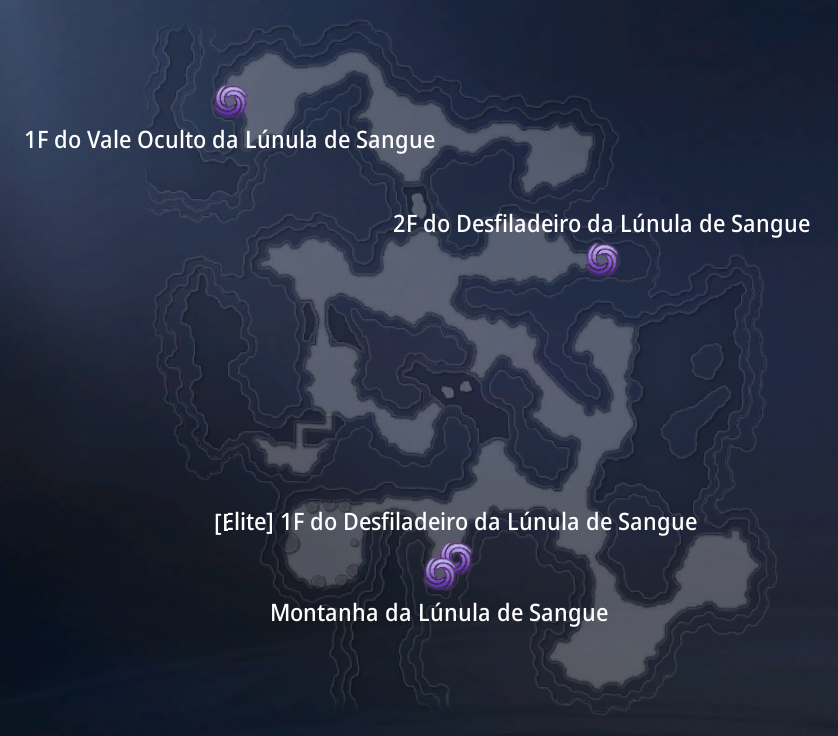 1F do Vale Oculto da Lúnula de Sangue
2F do Desfiladeiro da Lúnula de Sangue
[Elite] 1F do Desfiladeiro da Lúnula de Sangue
Montanha da Lúnula de Sangue